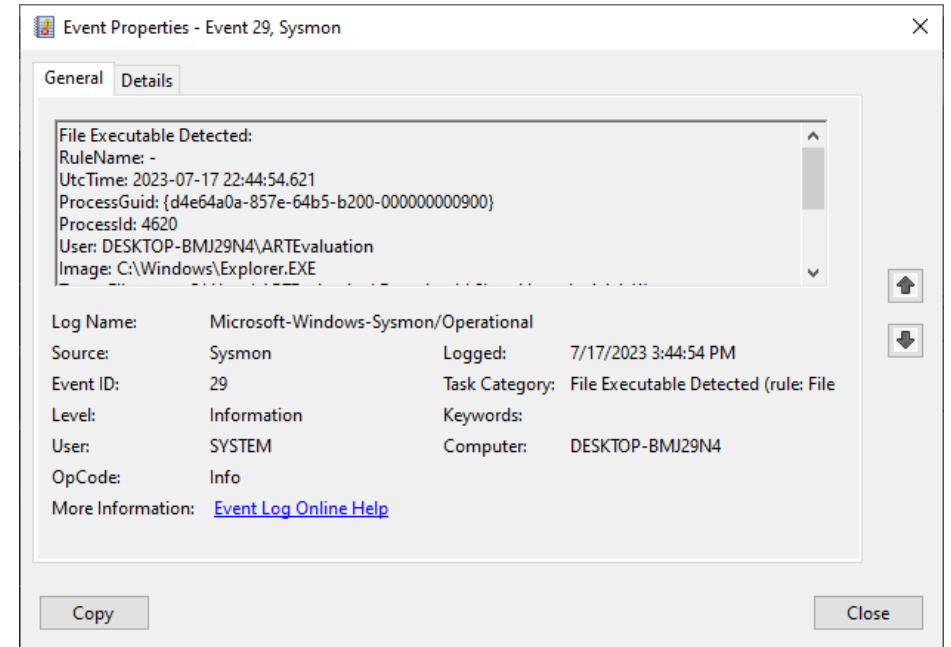 Event Properties - Event 29, Sysmon
General Details
File Executable Detected:
RuleName: -
UtcTime: 2023-07-17 22:44:54.621
ProcessGuid: {d4e64a0a-857e-64b5-b200-000000000900}
ProcessId: 4620
User: DESKTOP-BMJ29N4\ARTEvaluation
Image: C:\Windows\Explorer.EXE
Log Name: Microsoft-Windows-Sysmon/Operational
Source: Sysmon Logged: 7/17/2023 3:44:54 PM
Event ID: 29 Task Category: File Executable Detected (rule: File
Level: Information Keywords:
User: SYSTEM Computer: DESKTOP-BMJ29N4
OpCode: Info
More Information: Event Log Online Help
Copy Close